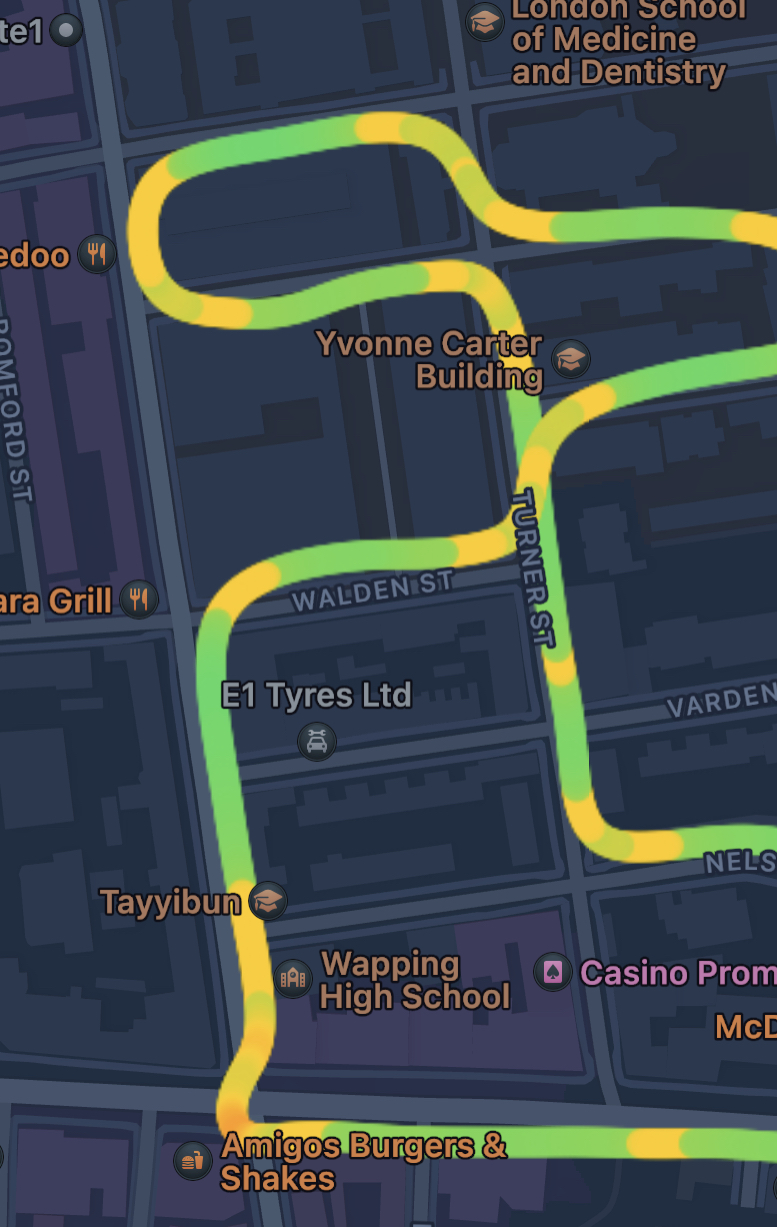 te1
London School
of Medicine
and Dentistry
edoo
Yvonne Carter
Building
ROMFORD ST
TURNER ST
WALDEN ST
ara Grill
E1 Tyres Ltd
VARDEN
NELS
Tayyibun
Wapping
High School
Casino Prom
McD
Amigos Burgers &
Shakes